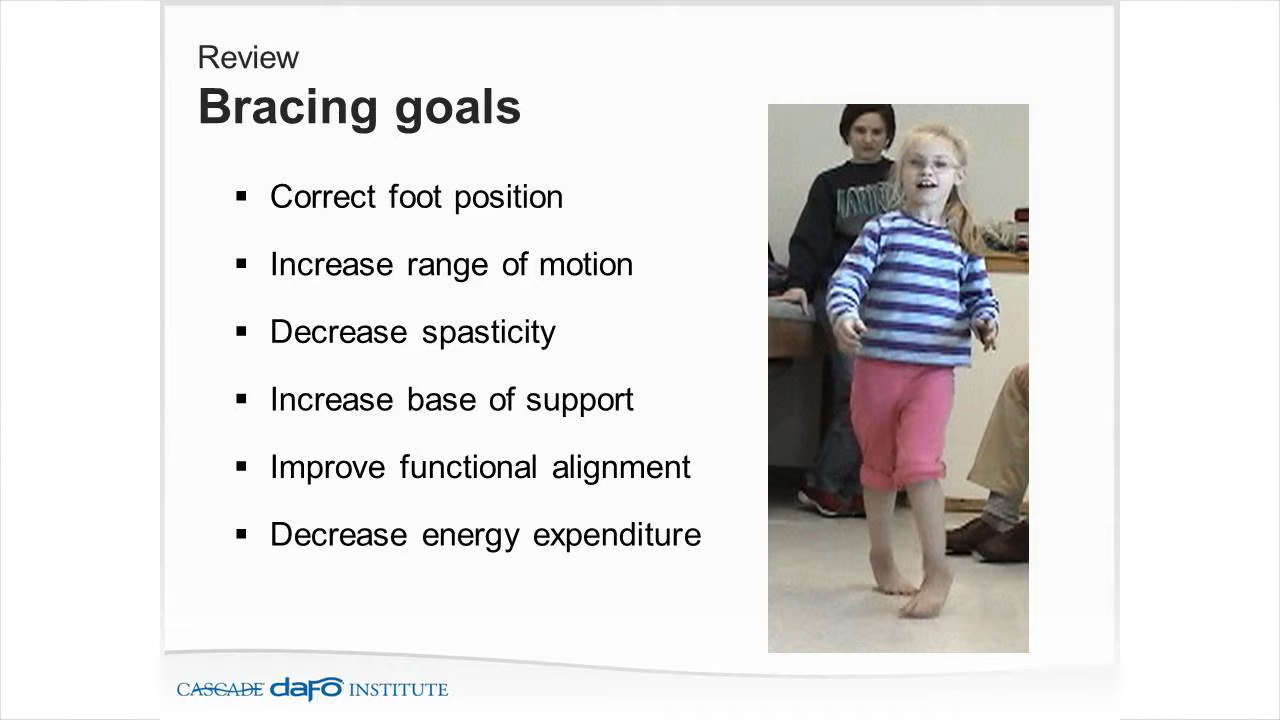 Review
Bracing goals
▪ Correct foot position
▪ Increase range of motion
▪ Decrease spasticity
▪ Increase base of support
▪ Improve functional alignment
▪ Decrease energy expenditure
CASCADE dafo INSTITUTE